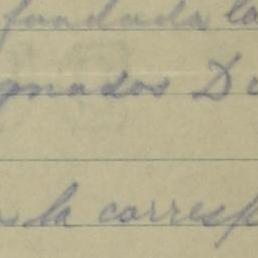 fundada la
gnados D
la corresp